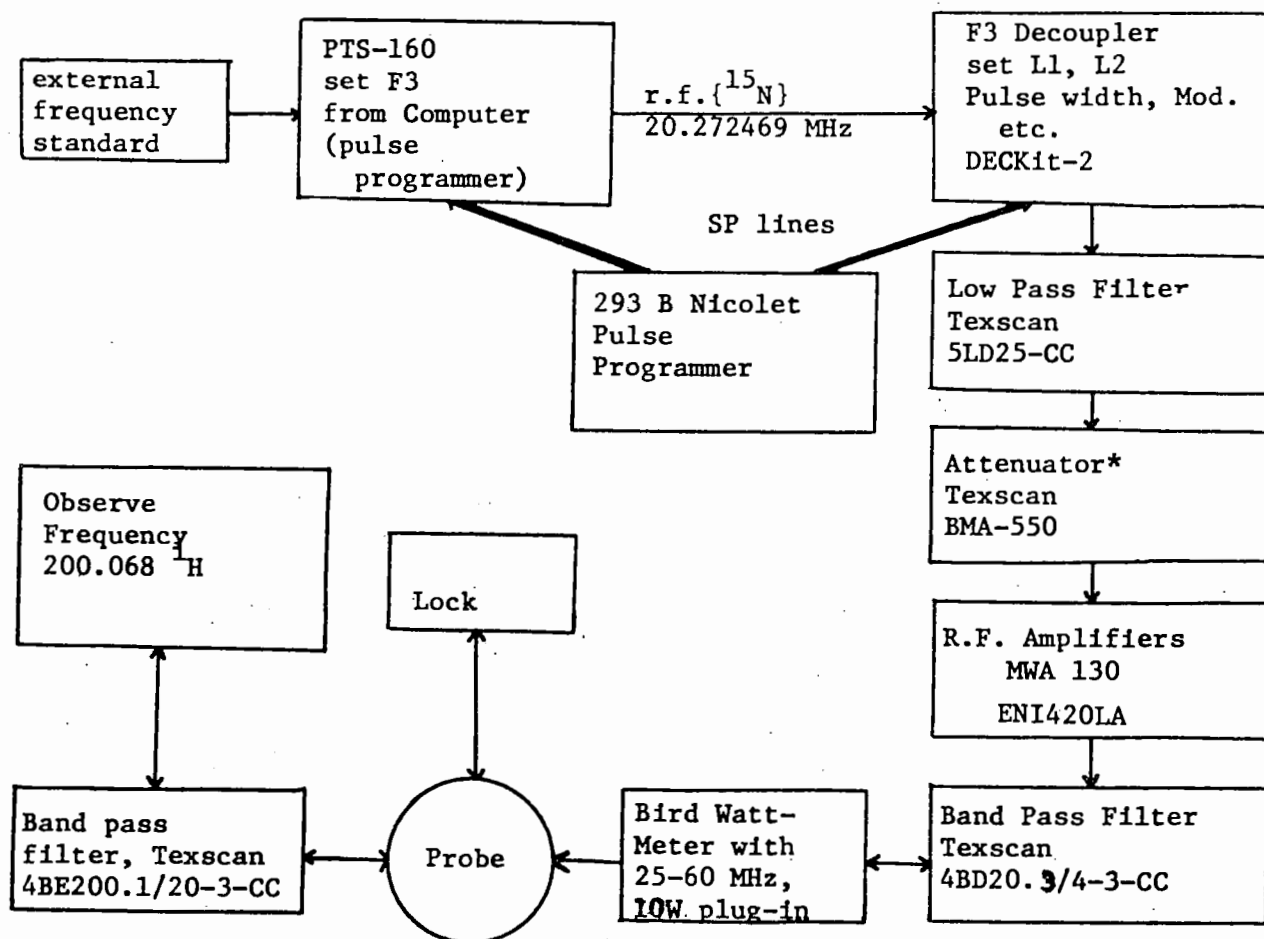 external
frequency
standard
PTS-160
set F3
from Computer
(pulse
programmer)
r.f.{¹⁵N}
20.272469 MHz
F3 Decoupler
set L1, L2
Pulse width, Mod.
etc.
DECKit-2
SP lines
293 B Nicolet
Pulse
Programmer
Low Pass Filter
Texscan
5LD25-CC
Attenuator*
Texscan
BMA-550
R.F. Amplifiers
MWA 130
ENI420LA
Observe
Frequency
200.068 ¹H
Lock
Band pass
filter, Texscan
4BE200.1/20-3-CC
Probe
Bird Watt-
Meter with
25-60 MHz,
10W plug-in
Band Pass Filter
Texscan
4BD20.3/4-3-CC